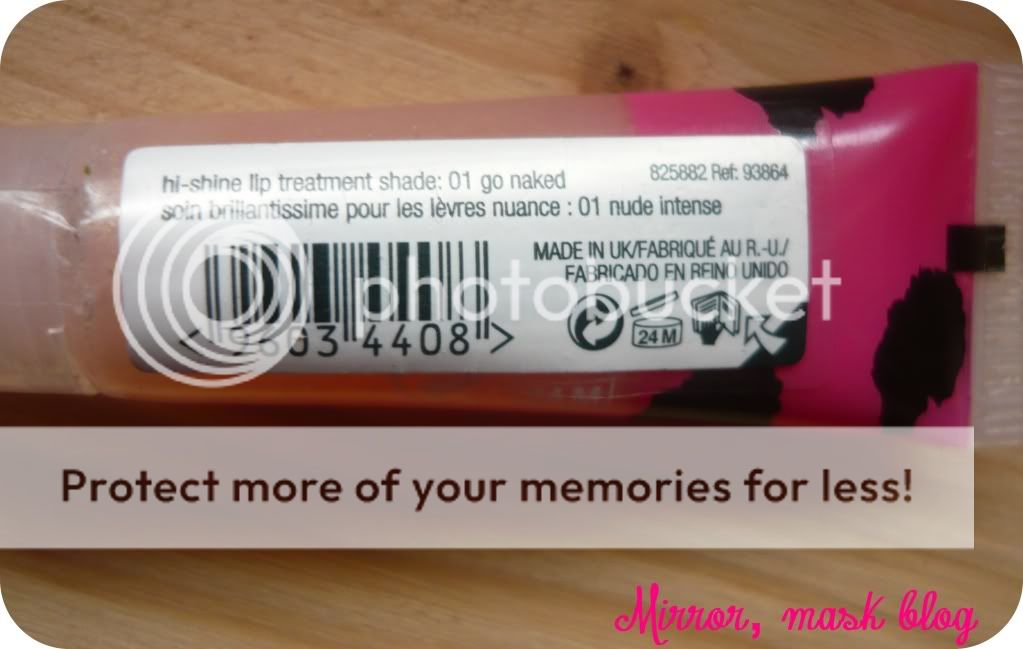 hi-shine lip treatment shade: 01 go naked
825882 Ref: 93864
soin brillantissime pour les lèvres nuance : 01 nude intense
MADE IN UK/FABRIQUÉ AU R.-U./
FABRICADO EN REINO UNIDO
photobucket
24 M
4408 >
Protect more of your memories for less!
Mirror, mask blog